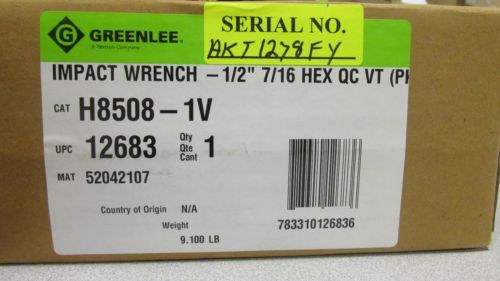 GREENLEE.
A Textron Company
SERIAL NO.
AKT1278FY
IMPACT WRENCH - 1/2" 7/16 HEX QC VT (PH
CAT H8508-1V
UPC 12683 Qty Qte Cant 1
MAT 52042107
Country of Origin N/A
Weight
9.100 LB
783310126836